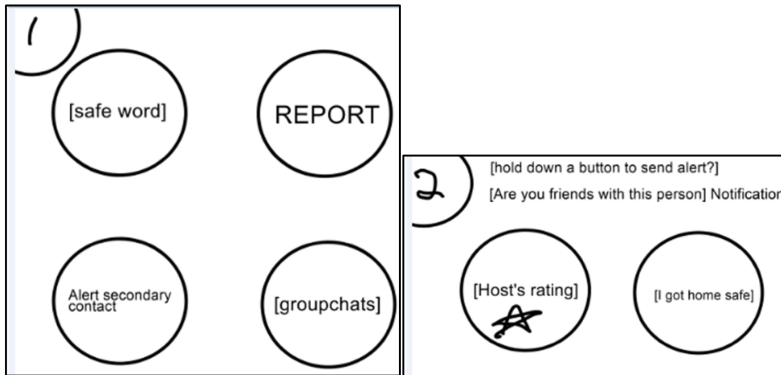 1
[safe word]
REPORT
Alert secondary
contact
[groupchats]
2
[hold down a button to send alert?]
[Are you friends with this person] Notification
[Host's rating]
[I got home safe]